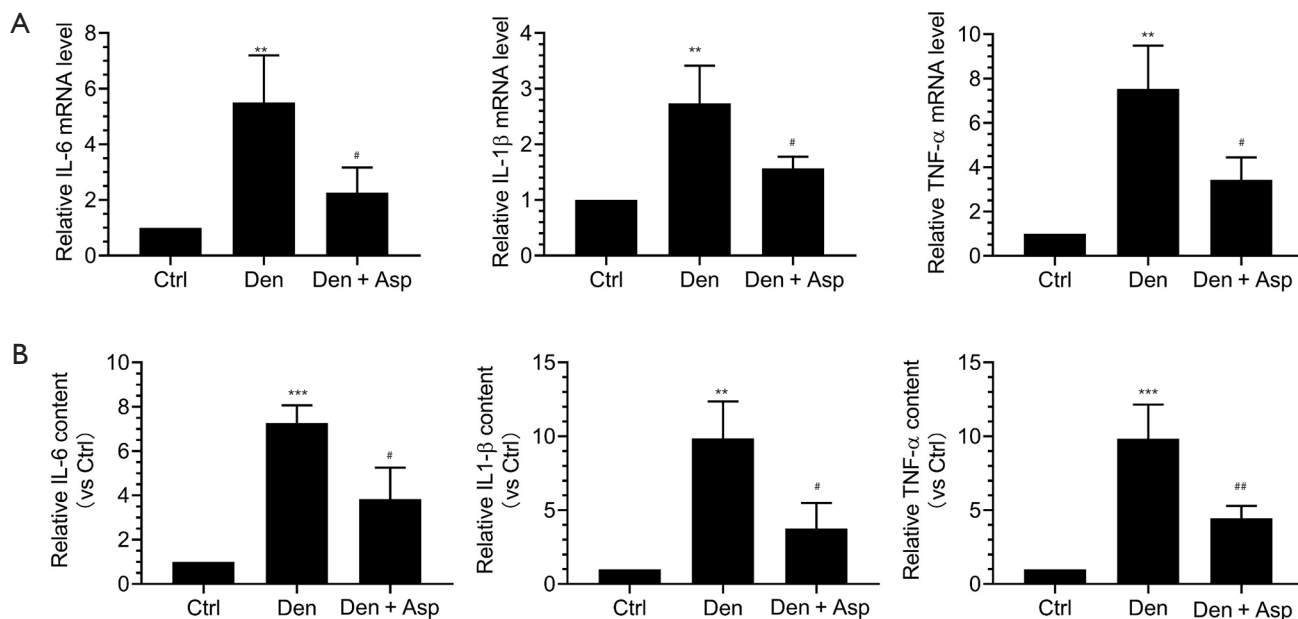 A
Relative IL-6 mRNA level
8
6
4
2
0
**
#
Ctrl
Den
Den + Asp
Relative IL-1β mRNA level
4
3
2
1
0
**
#
Ctrl
Den
Den + Asp
Relative TNF-α mRNA level
10
8
6
4
2
0
**
#
Ctrl
Den
Den + Asp
B
Relative IL-6 content
(vs Ctrl)
10
8
6
4
2
0
***
#
Ctrl
Den
Den + Asp
Relative IL1-β content
(vs Ctrl)
15
10
5
0
**
#
Ctrl
Den
Den + Asp
Relative TNF-α content
(vs Ctrl)
15
10
5
0
***
##
Ctrl
Den
Den + Asp